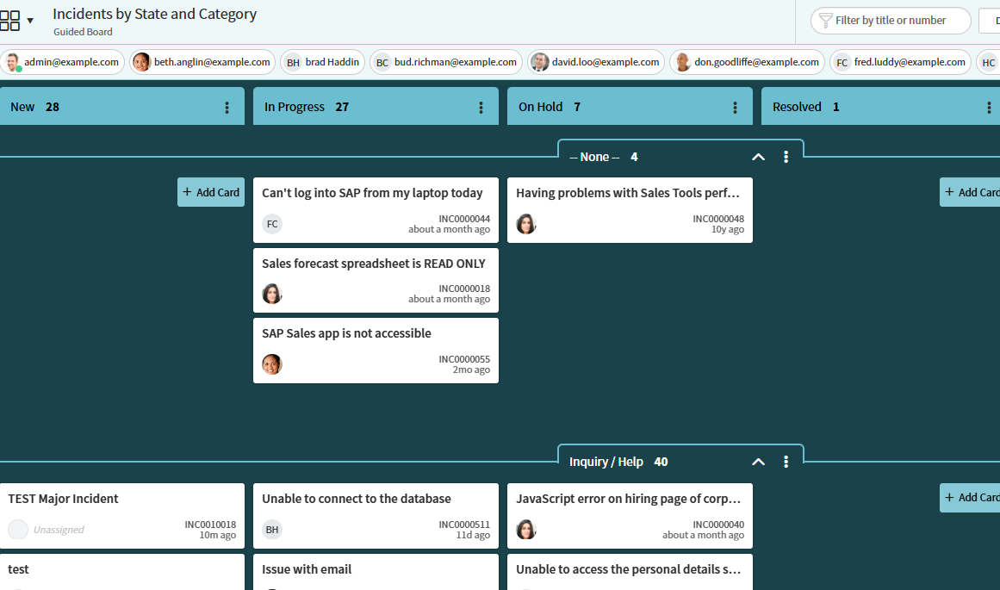 Incidents by State and Category
Guided Board
Filter by title or number
admin@example.com
beth.anglin@example.com
BH brad Haddin
BC bud.richman@example.com
david.loo@example.com
don.goodliffe@example.com
FC fred.luddy@example.com
HC
New 28
In Progress 27
On Hold 7
Resolved 1
-- None -- 4
+ Add Card
Can't log into SAP from my laptop today
FC
INC0000044
about a month ago
Having problems with Sales Tools perf...
INC0000048
10y ago
+ Add Card
Sales forecast spreadsheet is READ ONLY
INC0000018
about a month ago
SAP Sales app is not accessible
INC0000055
2mo ago
Inquiry / Help 40
TEST Major Incident
Unassigned
INC0010018
10m ago
Unable to connect to the database
BH
INC0000511
11d ago
JavaScript error on hiring page of corp...
INC0000040
about a month ago
+ Add Card
test
Issue with email
Unable to access the personal details s...